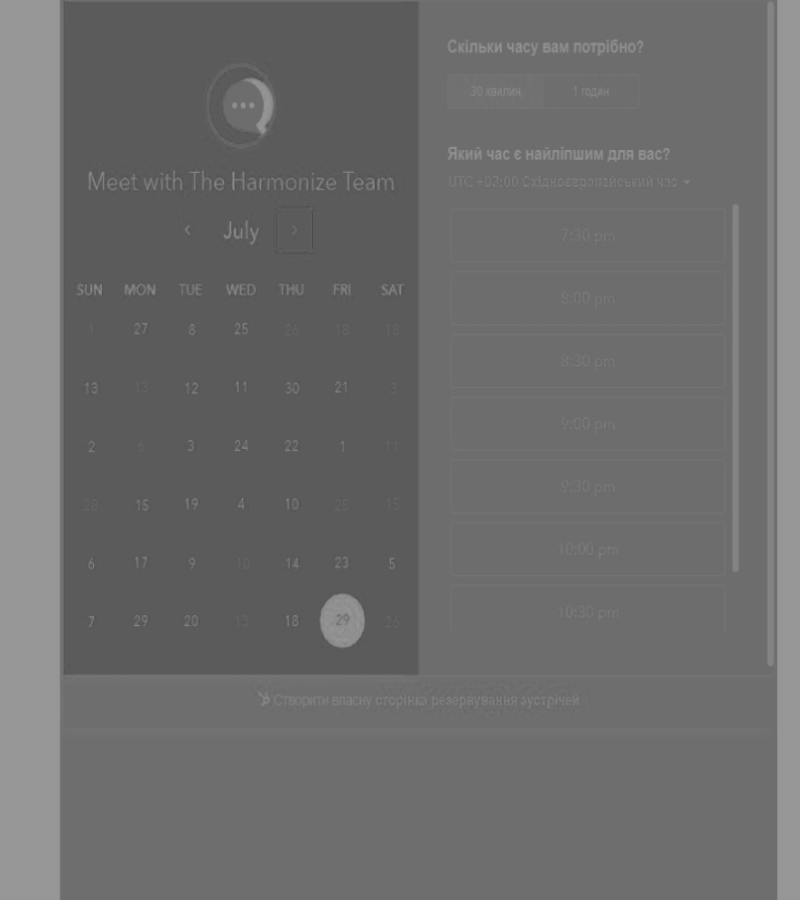 Meet with The Harmonize Team
July
SUN MON TUE WED THU FRI SAT
1 27 8 25 26 18 18
13 13 12 11 30 21 3
2 6 3 24 22 1 11
28 15 19 4 10 25 15
6 17 9 10 14 23 5
7 29 20 13 18 29 26
Скільки часу вам потрібно?
30 хвилин 1 годин
Який час є найліпшим для вас?
UTC +03:00 Східноєвропейський час
7:30 pm
8:00 pm
8:30 pm
9:00 pm
9:30 pm
10:00 pm
10:30 pm
Створити власну сторінка резервування зустрічей